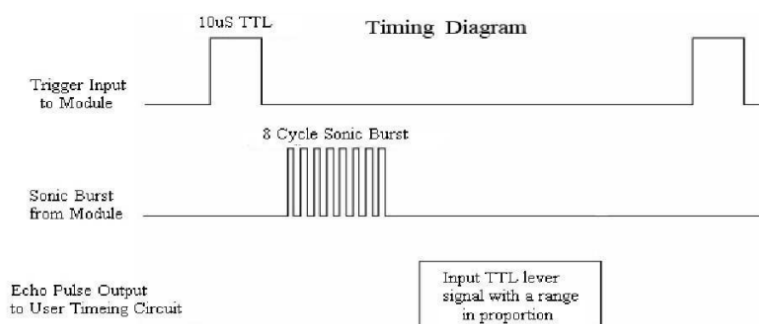 10uS TTL
Timing Diagram
Trigger Input
to Module
8 Cycle Sonic Burst
Sonic Burst
from Module
Echo Pulse Output
to User Timeing Circuit
Input TTL lever
signal with a range
in proportion